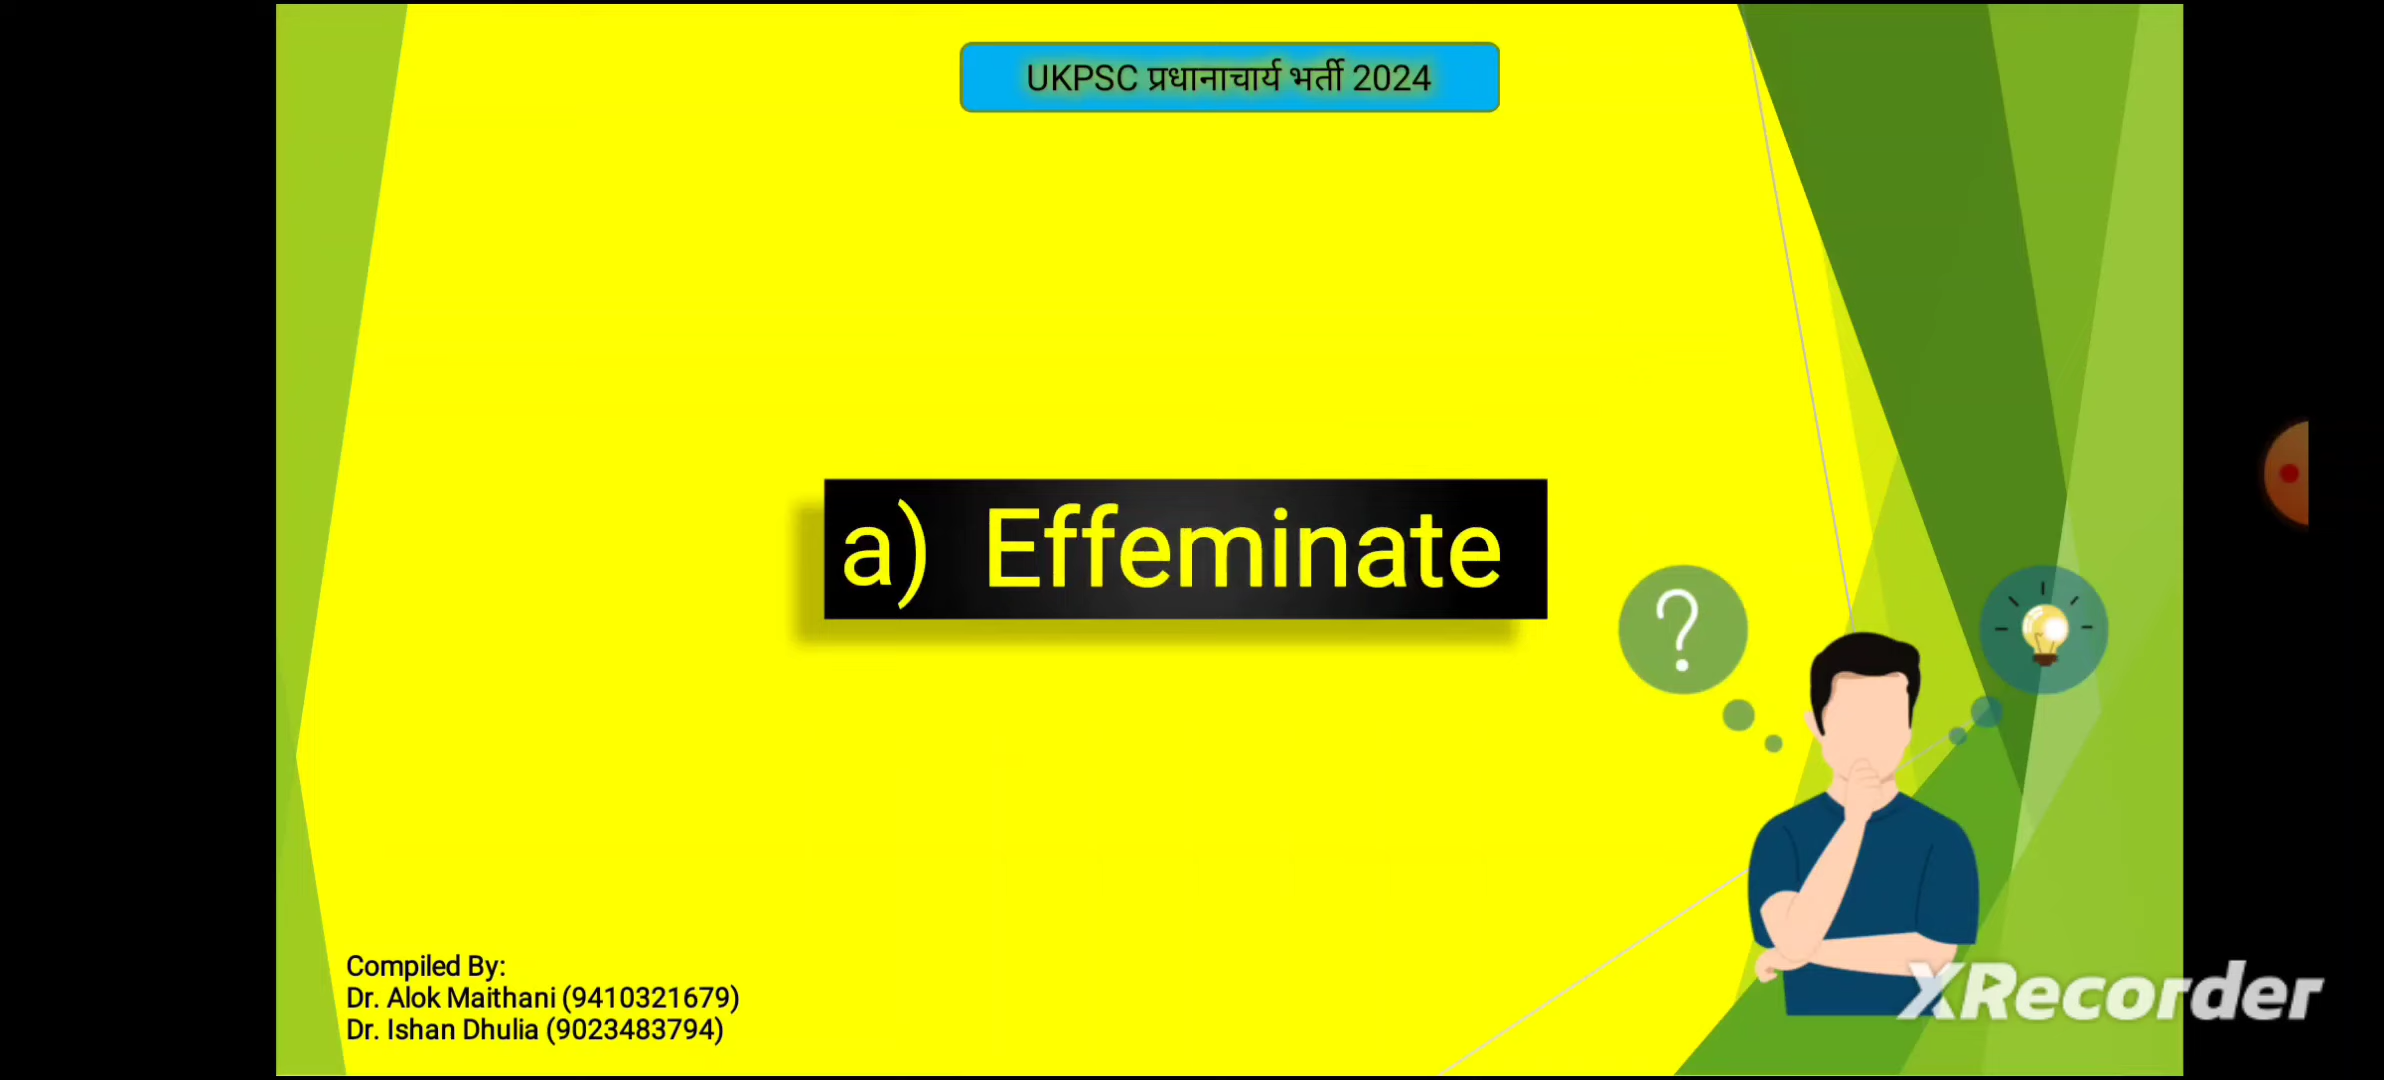 UKPSC प्रधानाचार्य भर्ती 2024
a) Effeminate
?
Compiled By:
Dr. Alok Maithani (9410321679)
Dr. Ishan Dhulia (9023483794)
XRecorder